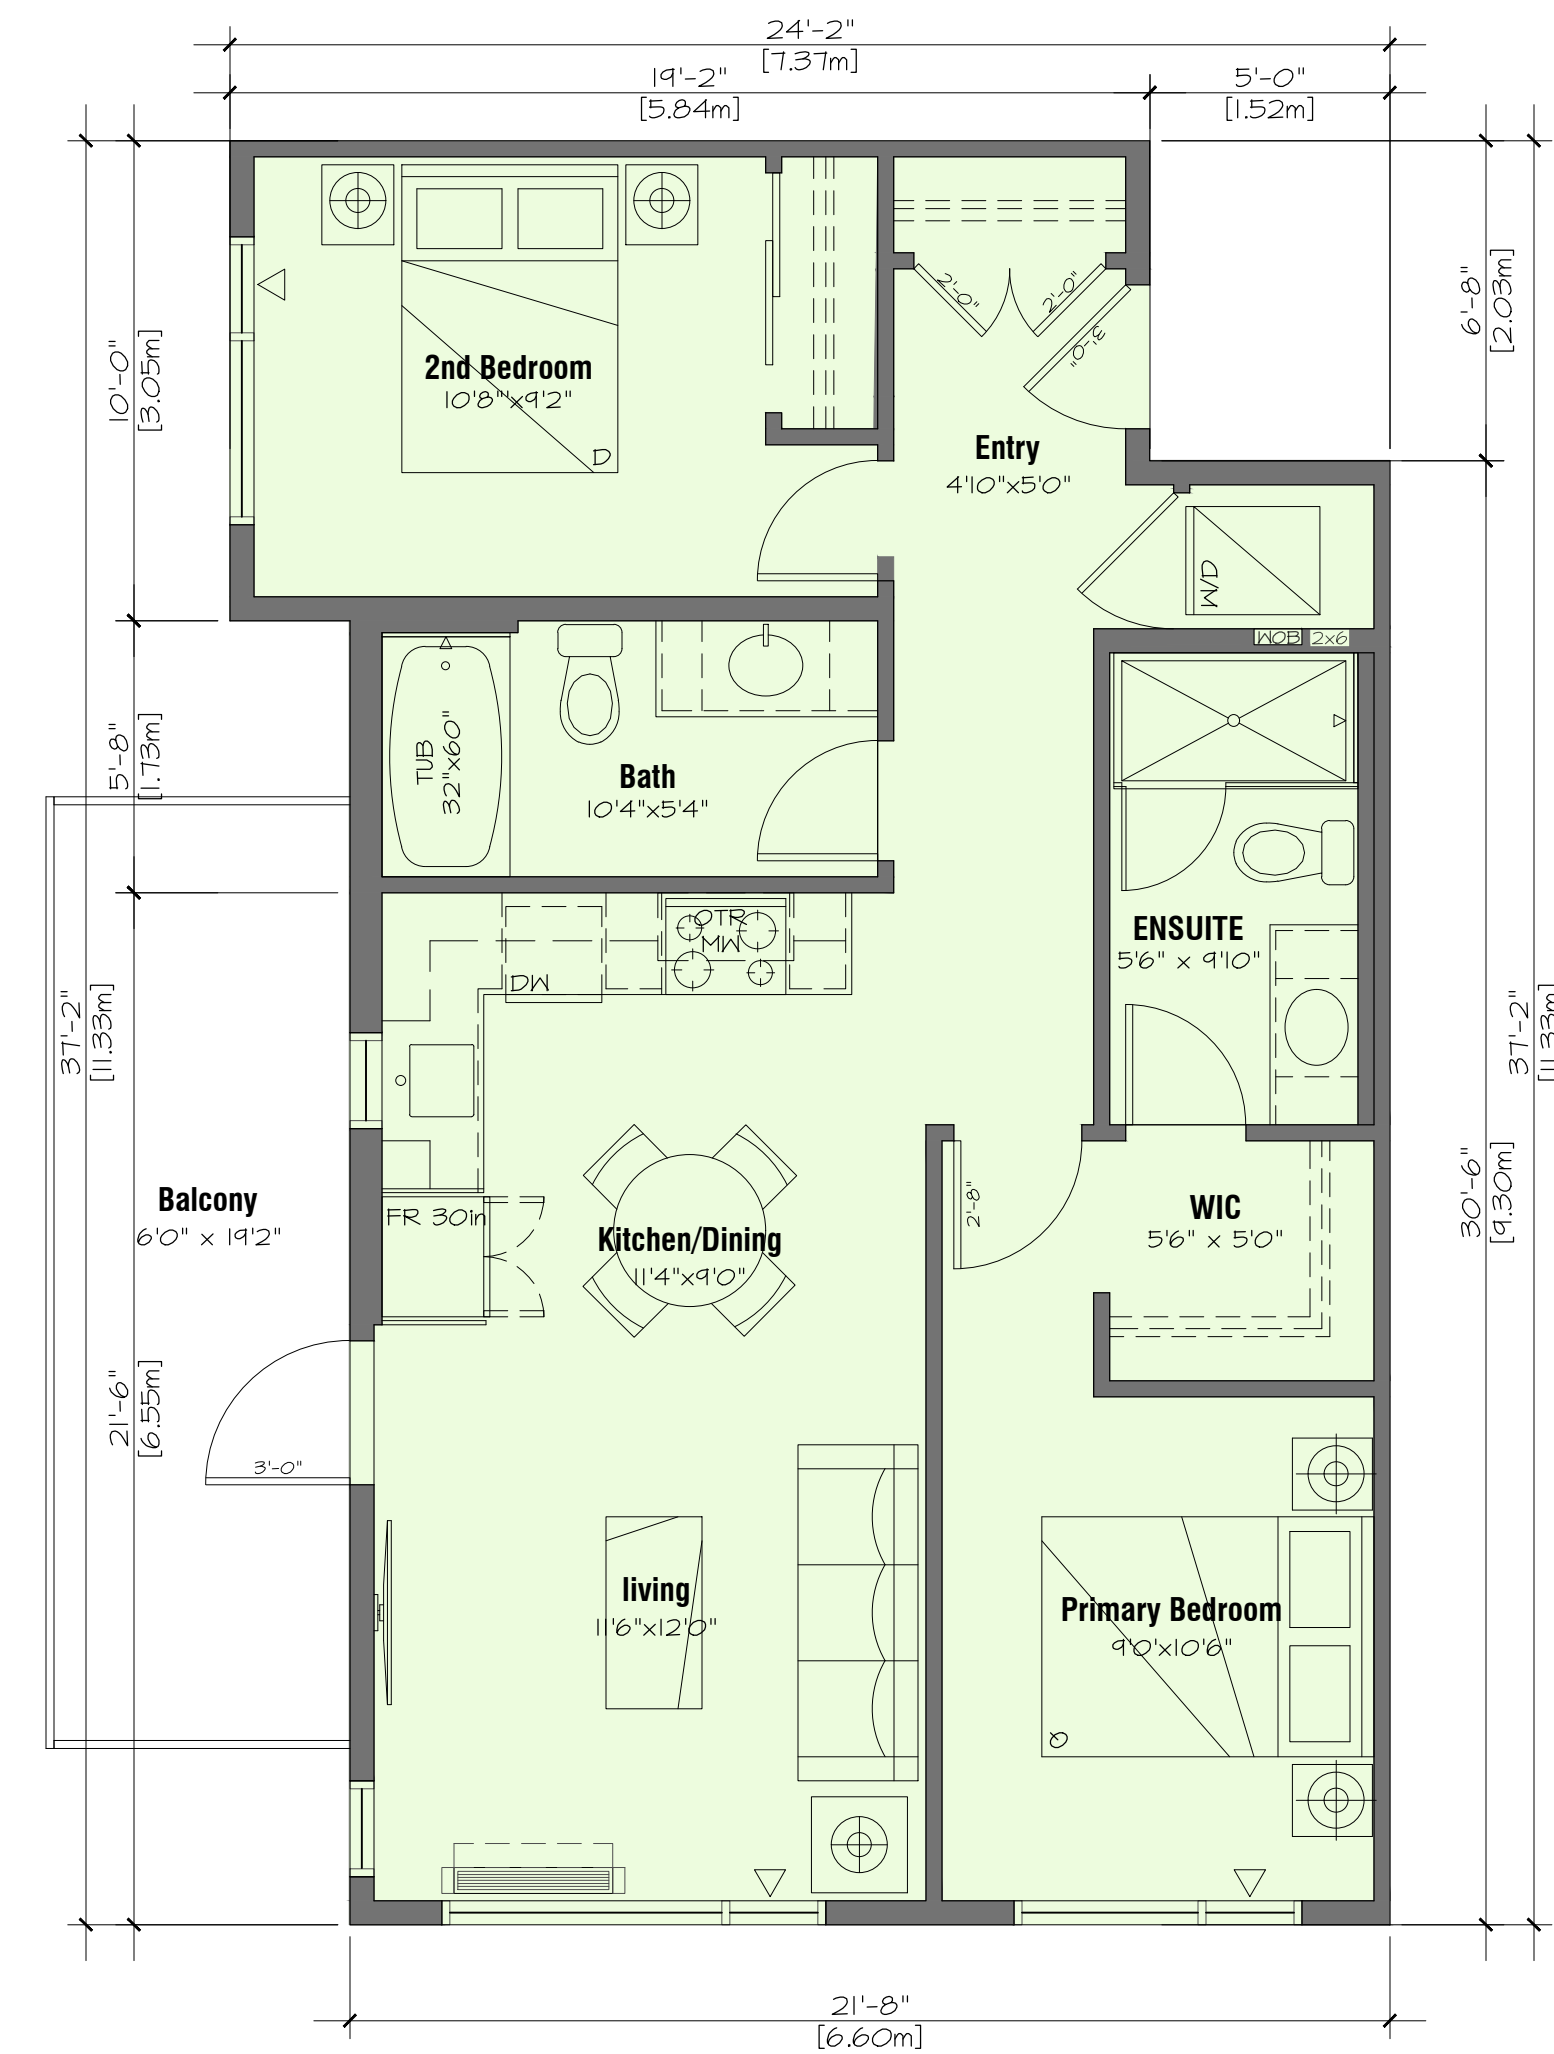 24'-2"
[7.37m]
19'-2"
[5.84m]
5'-0"
[1.52m]
10'-0"
[3.05m]
6'-8"
[2.03m]
2'-0"
2'-0"
3'-0"
2nd Bedroom
10'8"x9'2"
D
Entry
4'10"x5'0"
W/D
WOB
2x6
5'-8"
[1.73m]
TUB
32"x60"
Bath
10'4"x5'4"
OTR
MW
DW
ENSUITE
5'6" x 9'10"
37'-2"
[11.33m]
37'-2"
[11.33m]
30'-6"
[9.30m]
Balcony
6'0" x 19'2"
FR 30in
Kitchen/Dining
11'4"x9'0"
2'-8"
WIC
5'6" x 5'0"
21'-6"
[6.55m]
3'-0"
living
11'6"x12'0"
Primary Bedroom
9'0'x10'6"
21'-8"
[6.60m]